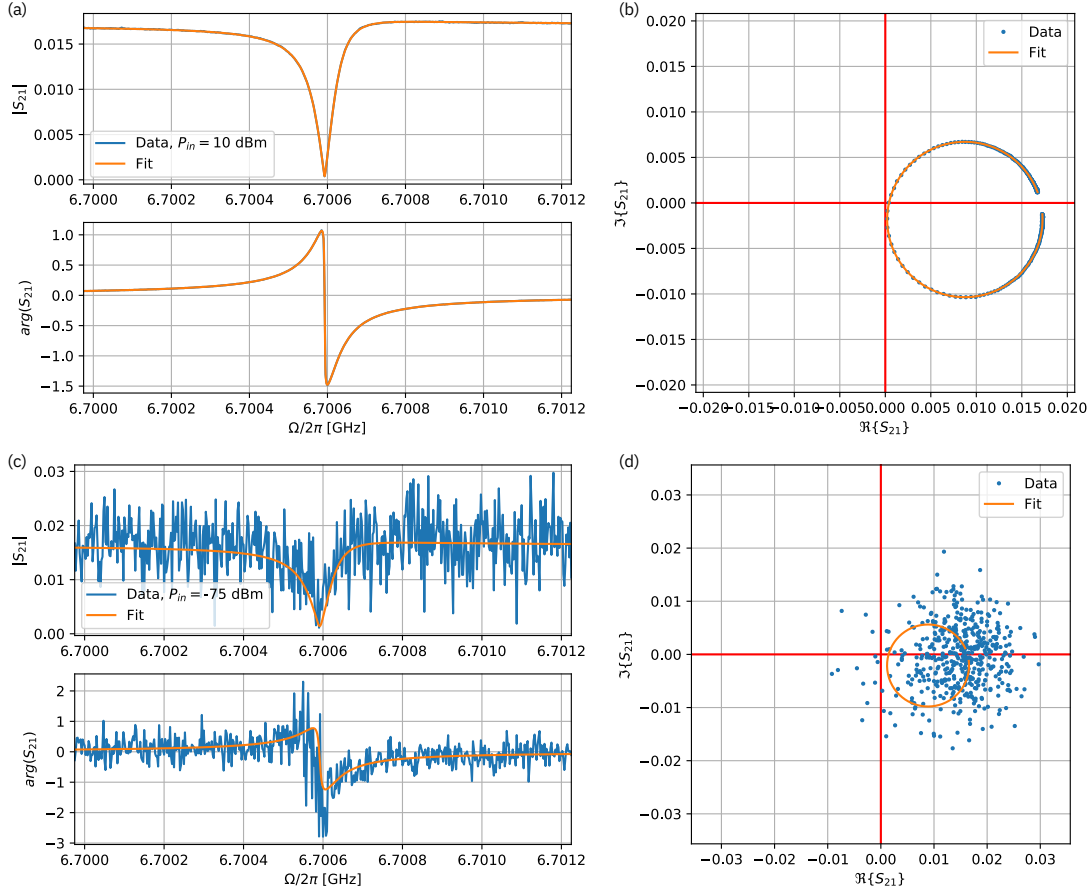 (a)
0.015
0.010
0.005
0.000
|S21|
Data, Pin = 10 dBm
Fit
6.7000 6.7002 6.7004 6.7006 6.7008 6.7010 6.7012
1.0
0.5
0.0
−0.5
−1.0
−1.5
arg(S21)
6.7000 6.7002 6.7004 6.7006 6.7008 6.7010 6.7012
Ω/2π [GHz]
(b)
Data
Fit
0.020
0.015
0.010
0.005
0.000
−0.005
−0.010
−0.015
−0.020
ℑ{S21}
−0.020−0.015−0.010−0.0050.000 0.005 0.010 0.015 0.020
ℜ{S21}
(c)
0.03
0.02
0.01
0.00
|S21|
Data, Pin = -75 dBm
Fit
6.7000 6.7002 6.7004 6.7006 6.7008 6.7010 6.7012
2
1
0
−1
−2
−3
arg(S21)
6.7000 6.7002 6.7004 6.7006 6.7008 6.7010 6.7012
Ω/2π [GHz]
(d)
Data
Fit
0.03
0.02
0.01
0.00
−0.01
−0.02
−0.03
ℑ{S21}
−0.03 −0.02 −0.01 0.00 0.01 0.02 0.03
ℜ{S21}